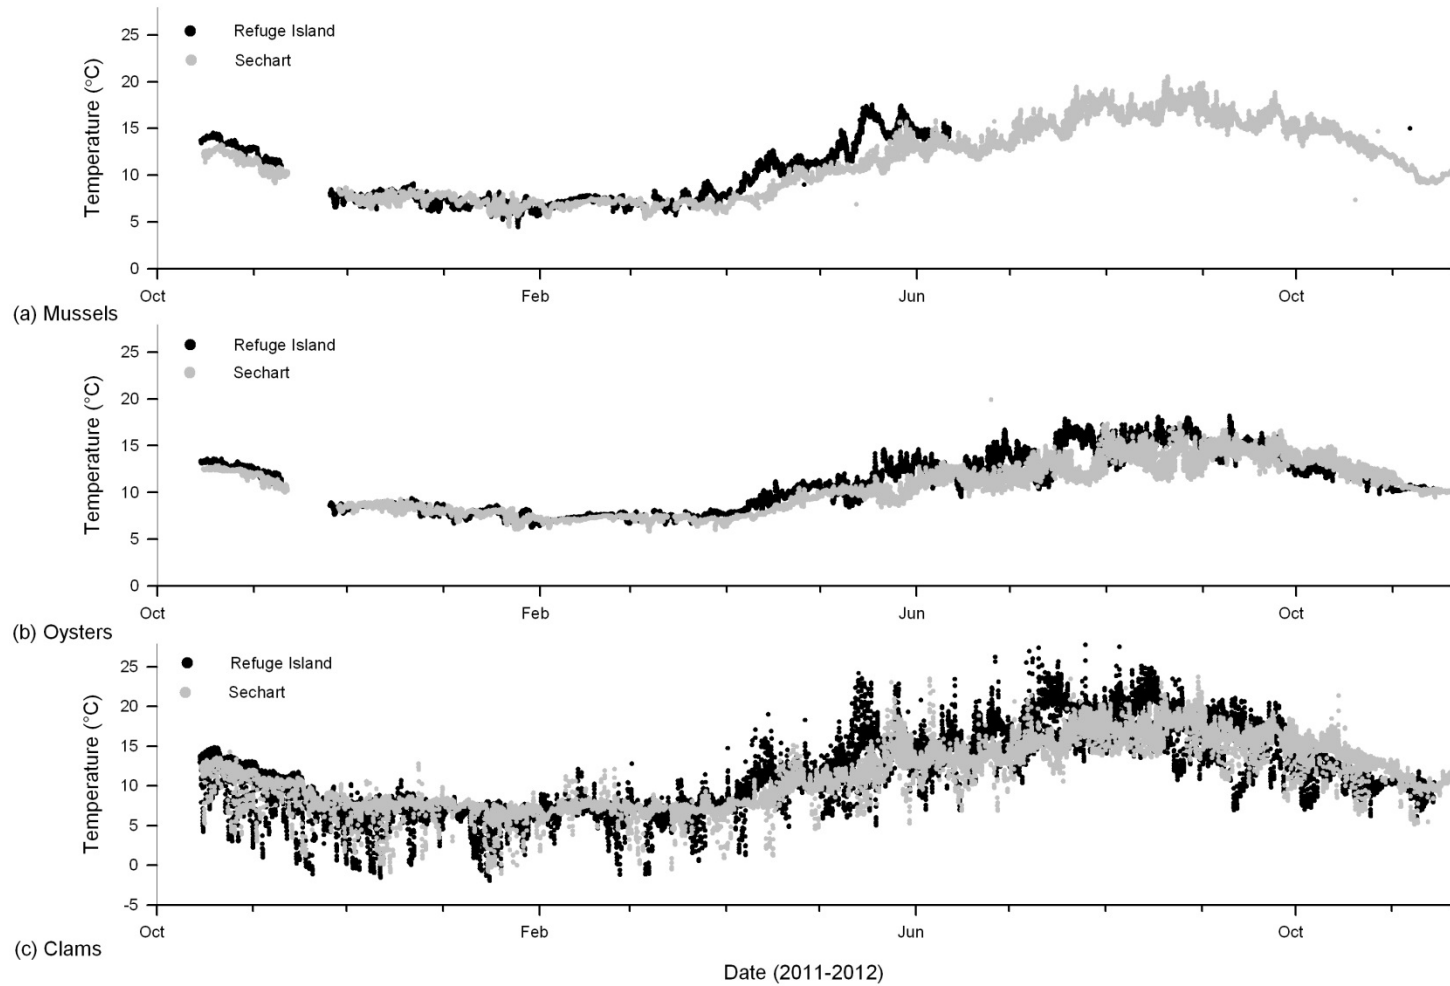 25
20
15
10
5
0
Temperature (°C)
Refuge Island
Sechart
Oct
Feb
Jun
Oct
(a) Mussels
25
20
15
10
5
0
Temperature (°C)
Refuge Island
Sechart
Oct
Feb
Jun
Oct
(b) Oysters
25
20
15
10
5
0
-5
Temperature (°C)
Refuge Island
Sechart
Oct
Feb
Jun
Oct
(c) Clams
Date (2011-2012)